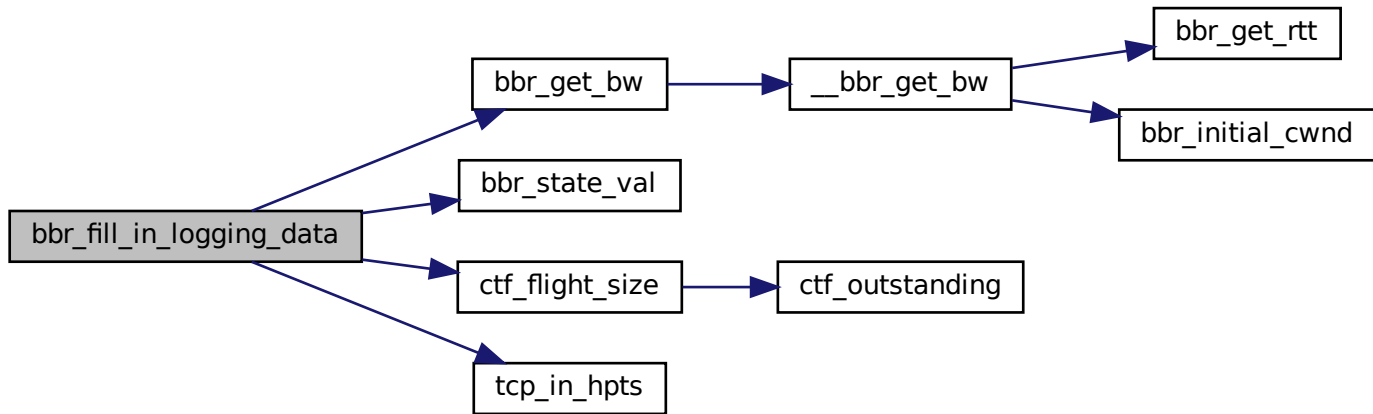 bbr_get_rtt
bbr_get_bw
__bbr_get_bw
bbr_initial_cwnd
bbr_state_val
bbr_fill_in_logging_data
ctf_flight_size
ctf_outstanding
tcp_in_hpts